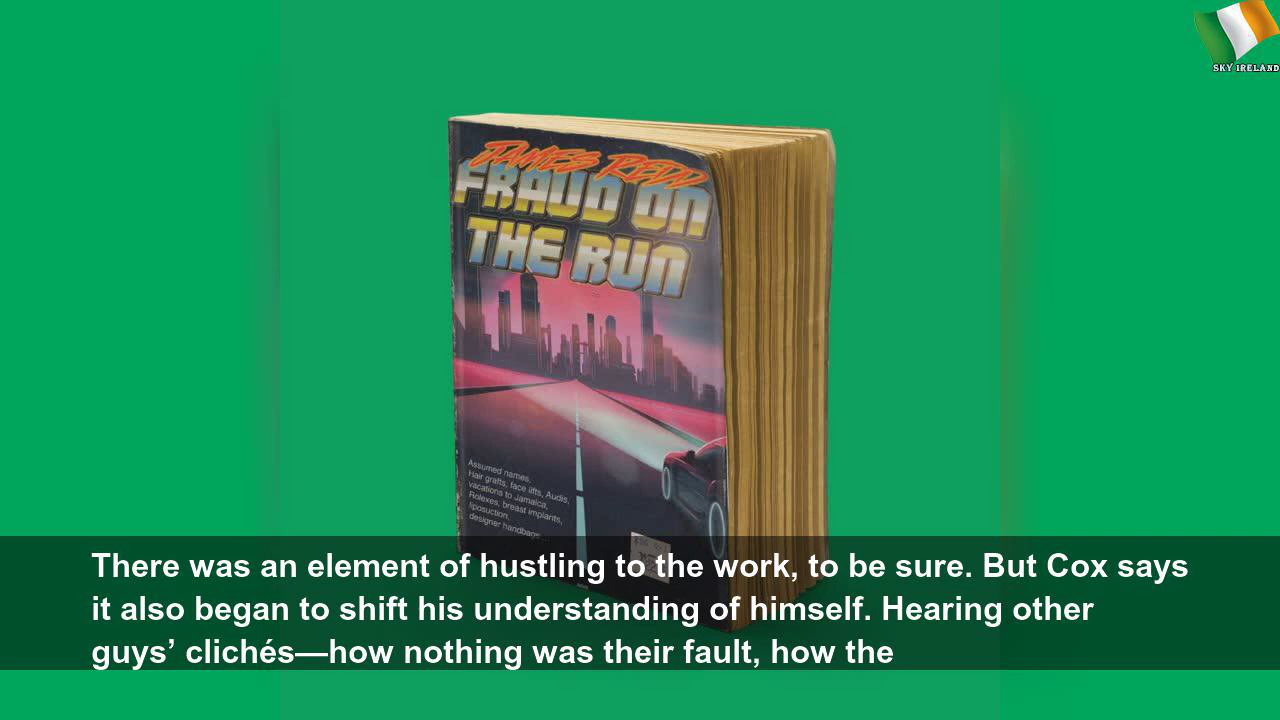 SKY IRELAND
JAMES REDD
FRAUD ON
THE RUN
Assumed names,
Hair grafts, face lifts, Audis,
vacations to Jamaica,
Rolexes, breast implants,
liposuction,
designer handbags...
There was an element of hustling to the work, to be sure. But Cox says
it also began to shift his understanding of himself. Hearing other
guys’ clichés—how nothing was their fault, how the